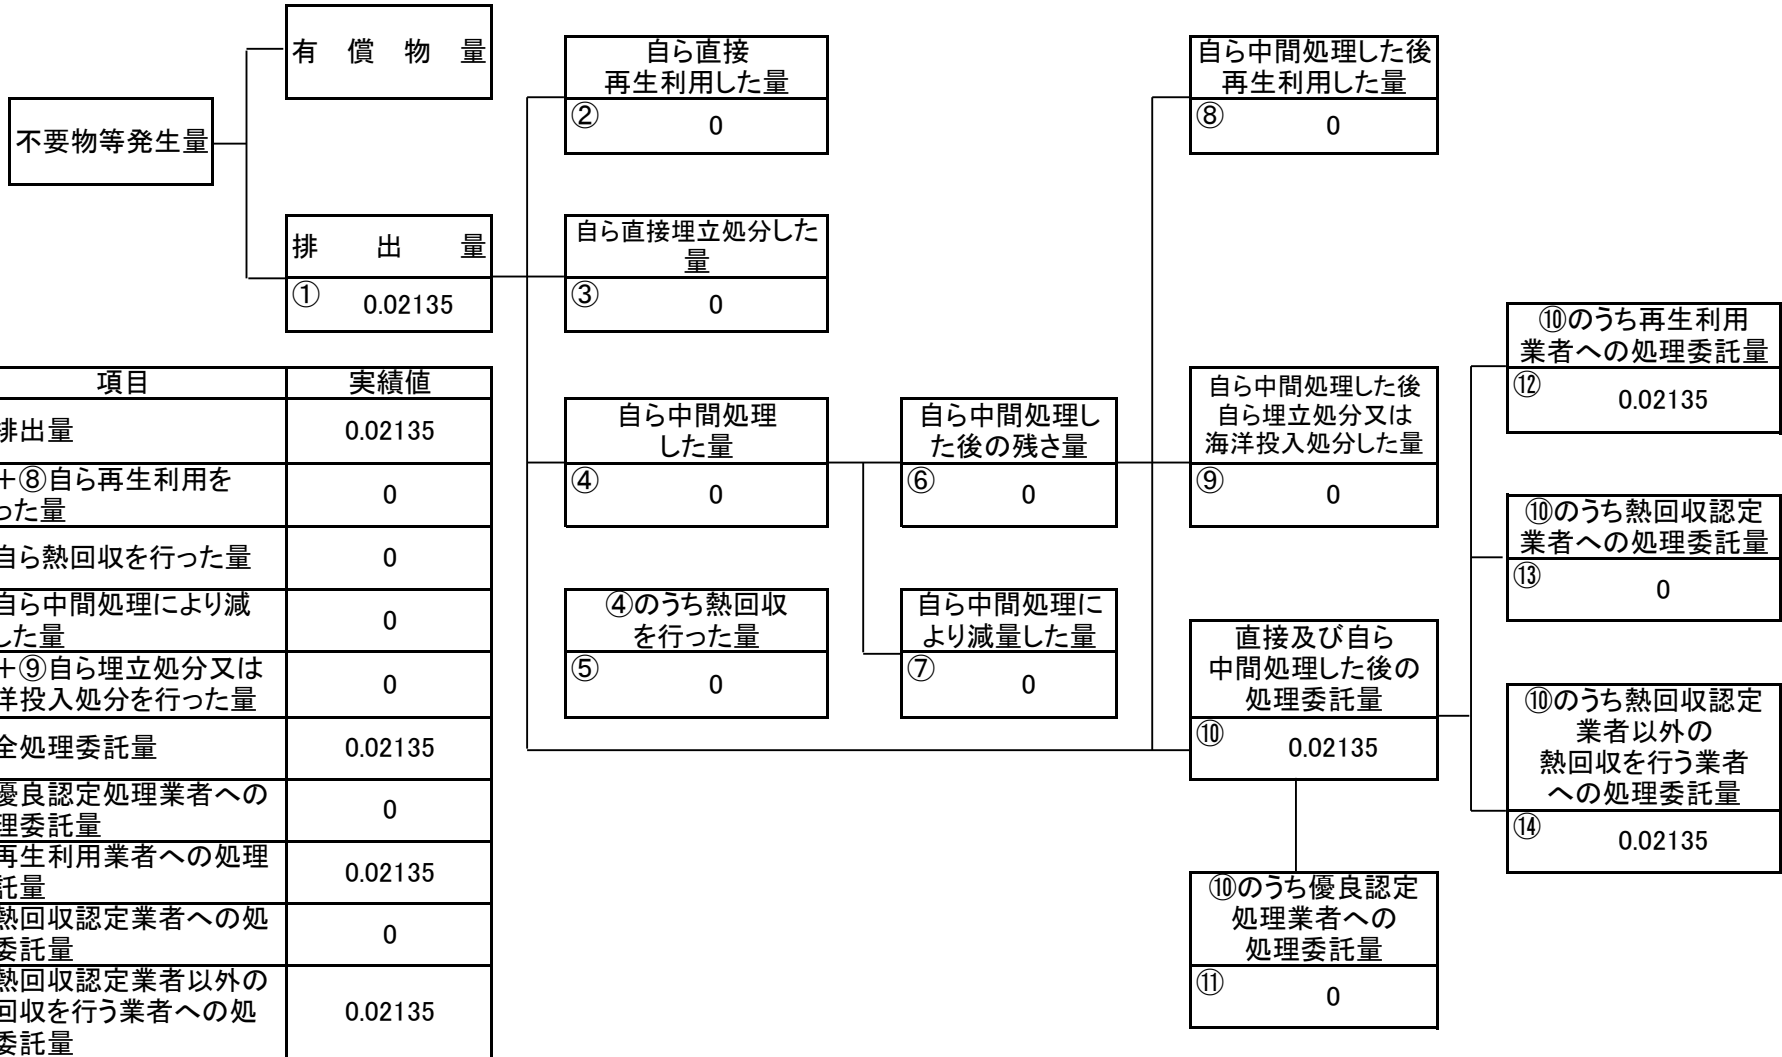 有　償　物　量
不要物等発生量
排　　出　　量
① 0.02135
自ら直接
再生利用した量
② 0
自ら直接埋立処分した
量
③ 0
自ら中間処理
した量
④ 0
④のうち熱回収
を行った量
⑤ 0
自ら中間処理し
た後の残さ量
⑥ 0
自ら中間処理に
より減量した量
⑦ 0
自ら中間処理した後
再生利用した量
⑧ 0
自ら中間処理した後
自ら埋立処分又は
海洋投入処分した量
⑨ 0
直接及び自ら
中間処理した後の
処理委託量
⑩ 0.02135
⑩のうち優良認定
処理業者への
処理委託量
⑪ 0
⑩のうち再生利用
業者への処理委託量
⑫ 0.02135
⑩のうち熱回収認定
業者への処理委託量
⑬ 0
⑩のうち熱回収認定
業者以外の
熱回収を行う業者
への処理委託量
⑭ 0.02135
項目 実績値
排出量 0.02135
＋⑧自ら再生利用を
った量 0
自ら熱回収を行った量 0
自ら中間処理により減
した量 0
＋⑨自ら埋立処分又は
洋投入処分を行った量 0
全処理委託量 0.02135
優良認定処理業者への
理委託量 0
再生利用業者への処理
託量 0.02135
熱回収認定業者への処
委託量 0
熱回収認定業者以外の
回収を行う業者への処
委託量 0.02135